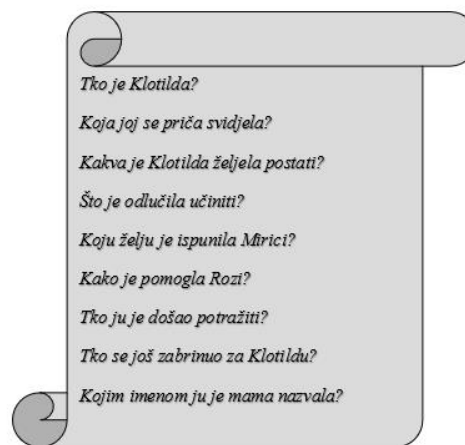 Tko je Klotilda?
Koja joj se priča svidjela?
Kakva je Klotilda željela postati?
Što je odlučila učiniti?
Koju želju je ispunila Mirici?
Kako je pomogla Rozi?
Tko ju je došao potražiti?
Tko se još zabrinuo za Klotildu?
Kojim imenom ju je mama nazvala?